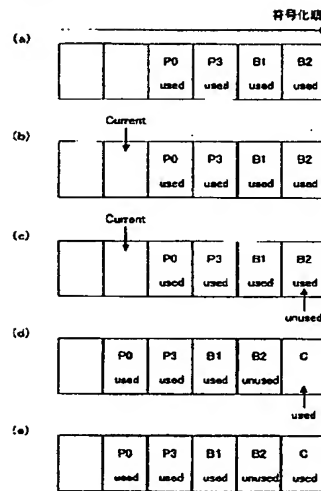 符号化順
(a)
P0 P3 B1 B2
used used used used
(b)
Current
P0 P3 B1 B2
used used used used
(c)
Current
P0 P3 B1 B2
used used used used
unused
(d)
P0 P3 B1 B2 C
used used used unused
used
(e)
P0 P3 B1 B2 C
used used used unused used